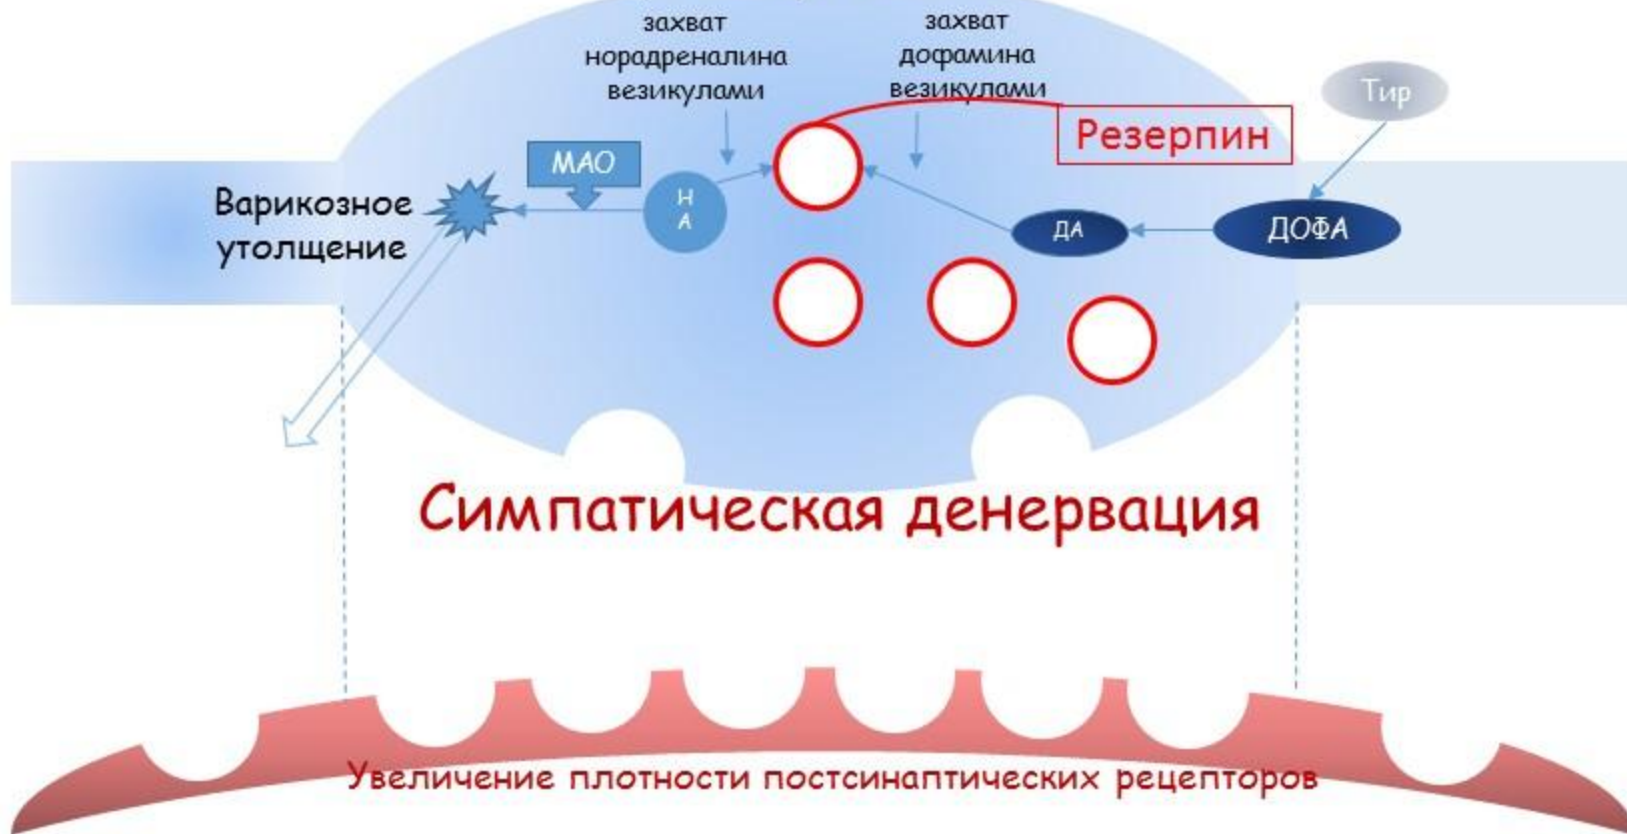 захват
норадреналина
везикулами
захват
дофамина
везикулами
Тир
Резерпин
МАО
Н
А
Варикозное
утолщение
ДА
ДОФА
Симпатическая денервация
Увеличение плотности постсинаптических рецепторов